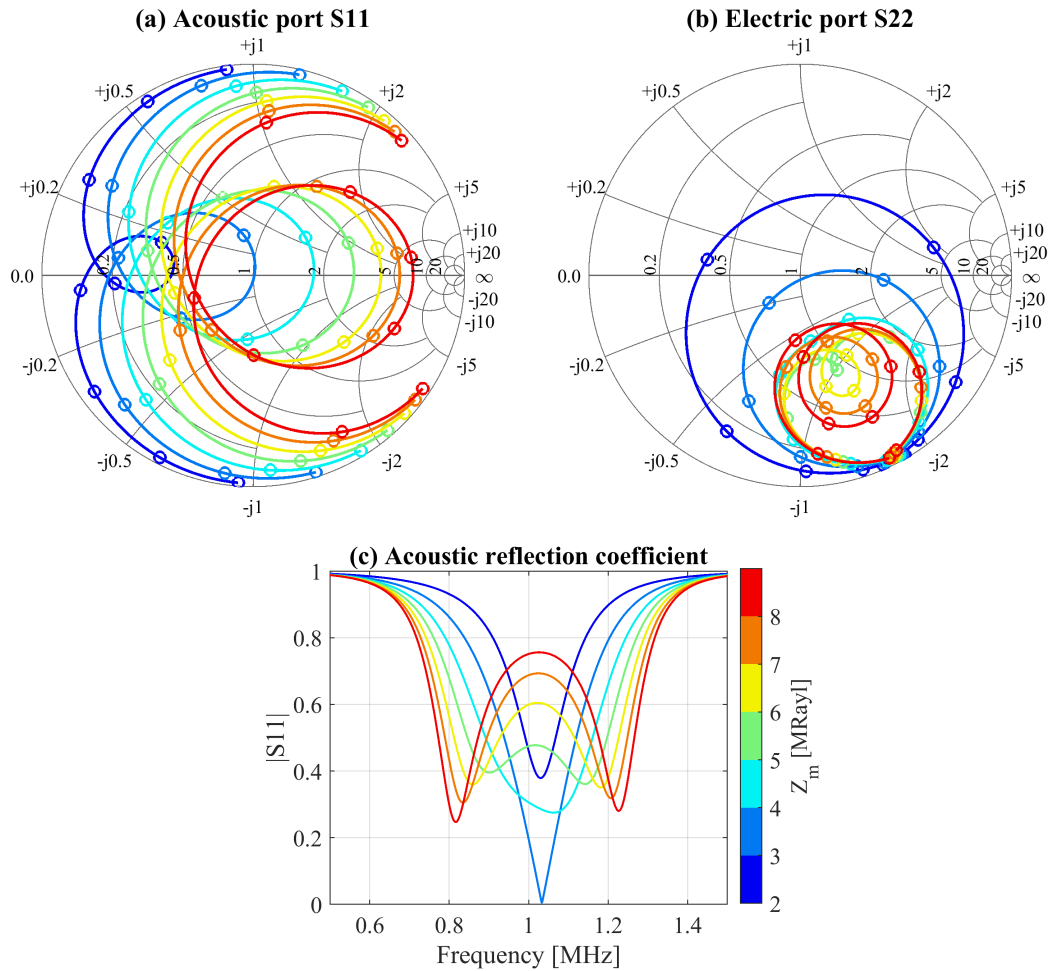 (a) Acoustic port S11
(b) Electric port S22
+j1
+j1
+j0.5
+j2
+j0.5
+j2
+j0.2
+j5
+j0.2
+j5
+j10
+j10
+j20
+j20
0.0
0.2
0.5
1
2
5
10
20
∞
0.0
0.2
1
2
5
10
20
∞
-j20
-j20
-j10
-j10
-j0.2
-j5
-j0.2
-j5
-j0.5
-j2
-j0.5
-j2
-j1
-j1
(c) Acoustic reflection coefficient
1
0.8
0.6
0.4
0.2
0
|S11|
0.6
0.8
1
1.2
1.4
Frequency [MHz]
8
7
6
5
4
3
2
Z_m [MRayl]